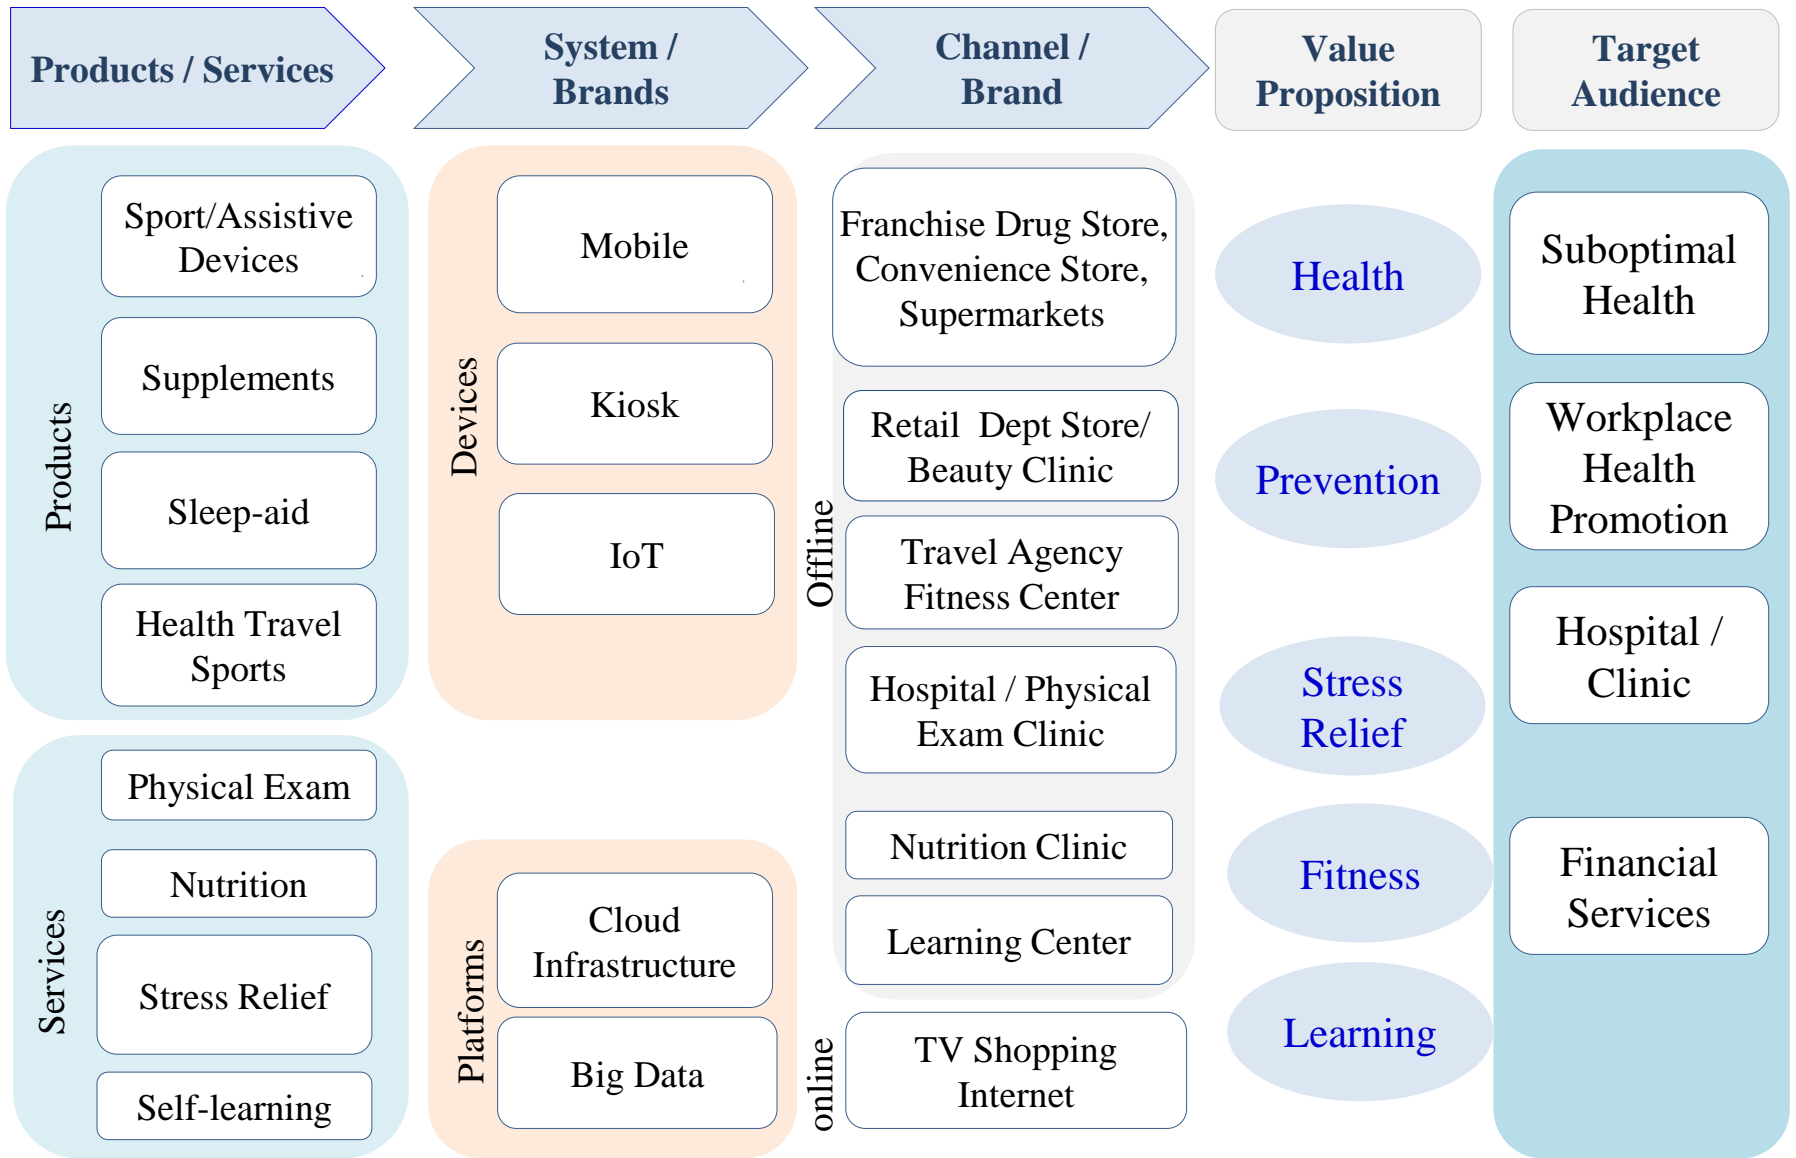 Products / Services
System /
Brands
Channel /
Brand
Value
Proposition
Target
Audience
Products
Sport/Assistive
Devices
Supplements
Sleep-aid
Health Travel
Sports
Services
Physical Exam
Nutrition
Stress Relief
Self-learning
Devices
Mobile
Kiosk
IoT
Platforms
Cloud
Infrastructure
Big Data
Offline
Franchise Drug Store,
Convenience Store,
Supermarkets
Retail  Dept Store/
Beauty Clinic
Travel Agency
Fitness Center
Hospital / Physical
Exam Clinic
Nutrition Clinic
Learning Center
online
TV Shopping
Internet
Health
Prevention
Stress
Relief
Fitness
Learning
Suboptimal
Health
Workplace
Health
Promotion
Hospital /
Clinic
Financial
Services